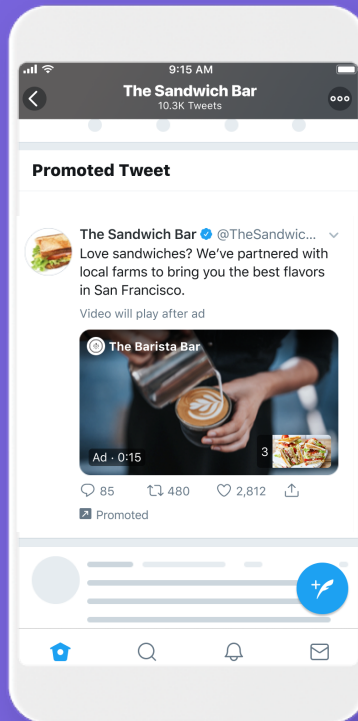 9:15 AM
The Sandwich Bar
10.3K Tweets
Promoted Tweet
The Sandwich Bar @TheSandwic...
Love sandwiches? We’ve partnered with
local farms to bring you the best flavors
in San Francisco.
Video will play after ad
The Barista Bar
Ad · 0:15
3
85 480 2,812
Promoted